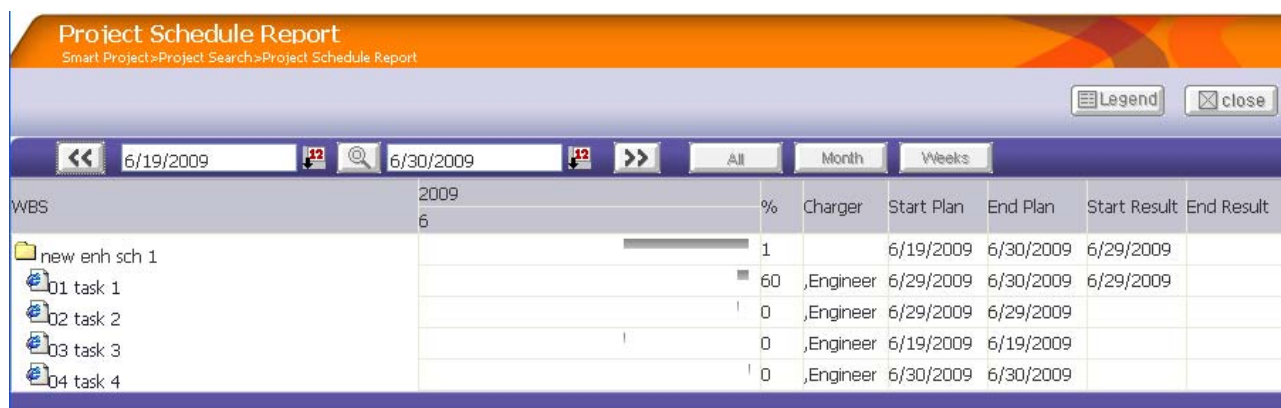 Project Schedule Report
Smart Project>Project Search>Project Schedule Report
Legend close
<< 6/19/2009 12 6/30/2009 12 >> All Month Weeks
WBS 2009 % Charger Start Plan End Plan Start Result End Result
6
new enh sch 1 1 6/19/2009 6/30/2009 6/29/2009
01 task 1 60 ,Engineer 6/29/2009 6/30/2009 6/29/2009
02 task 2 0 ,Engineer 6/29/2009 6/29/2009
03 task 3 0 ,Engineer 6/19/2009 6/19/2009
04 task 4 0 ,Engineer 6/30/2009 6/30/2009